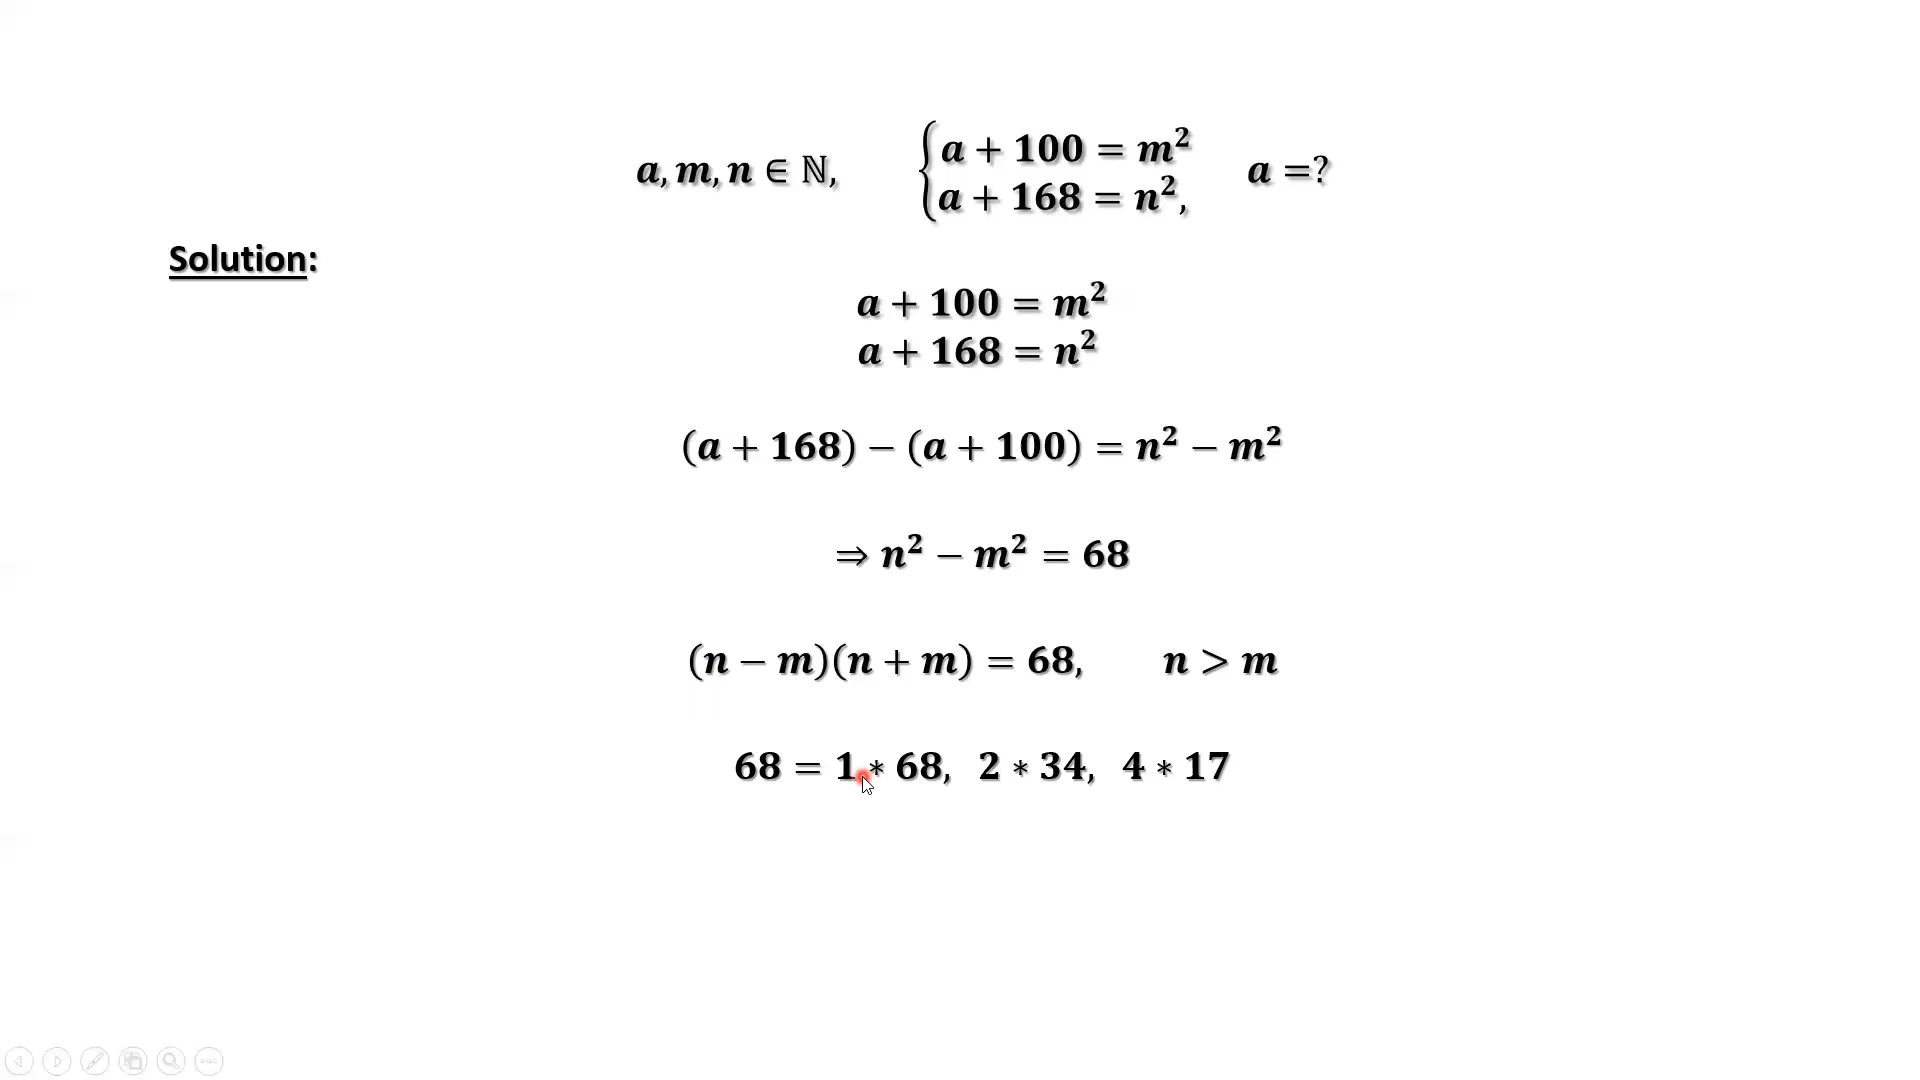 a, m, n ∈ ℕ, { a + 100 = m²
a + 168 = n², a =?
Solution:
a + 100 = m²
a + 168 = n²
(a + 168) − (a + 100) = n² − m²
⇒ n² − m² = 68
(n − m)(n + m) = 68, n > m
68 = 1 * 68, 2 * 34, 4 * 17